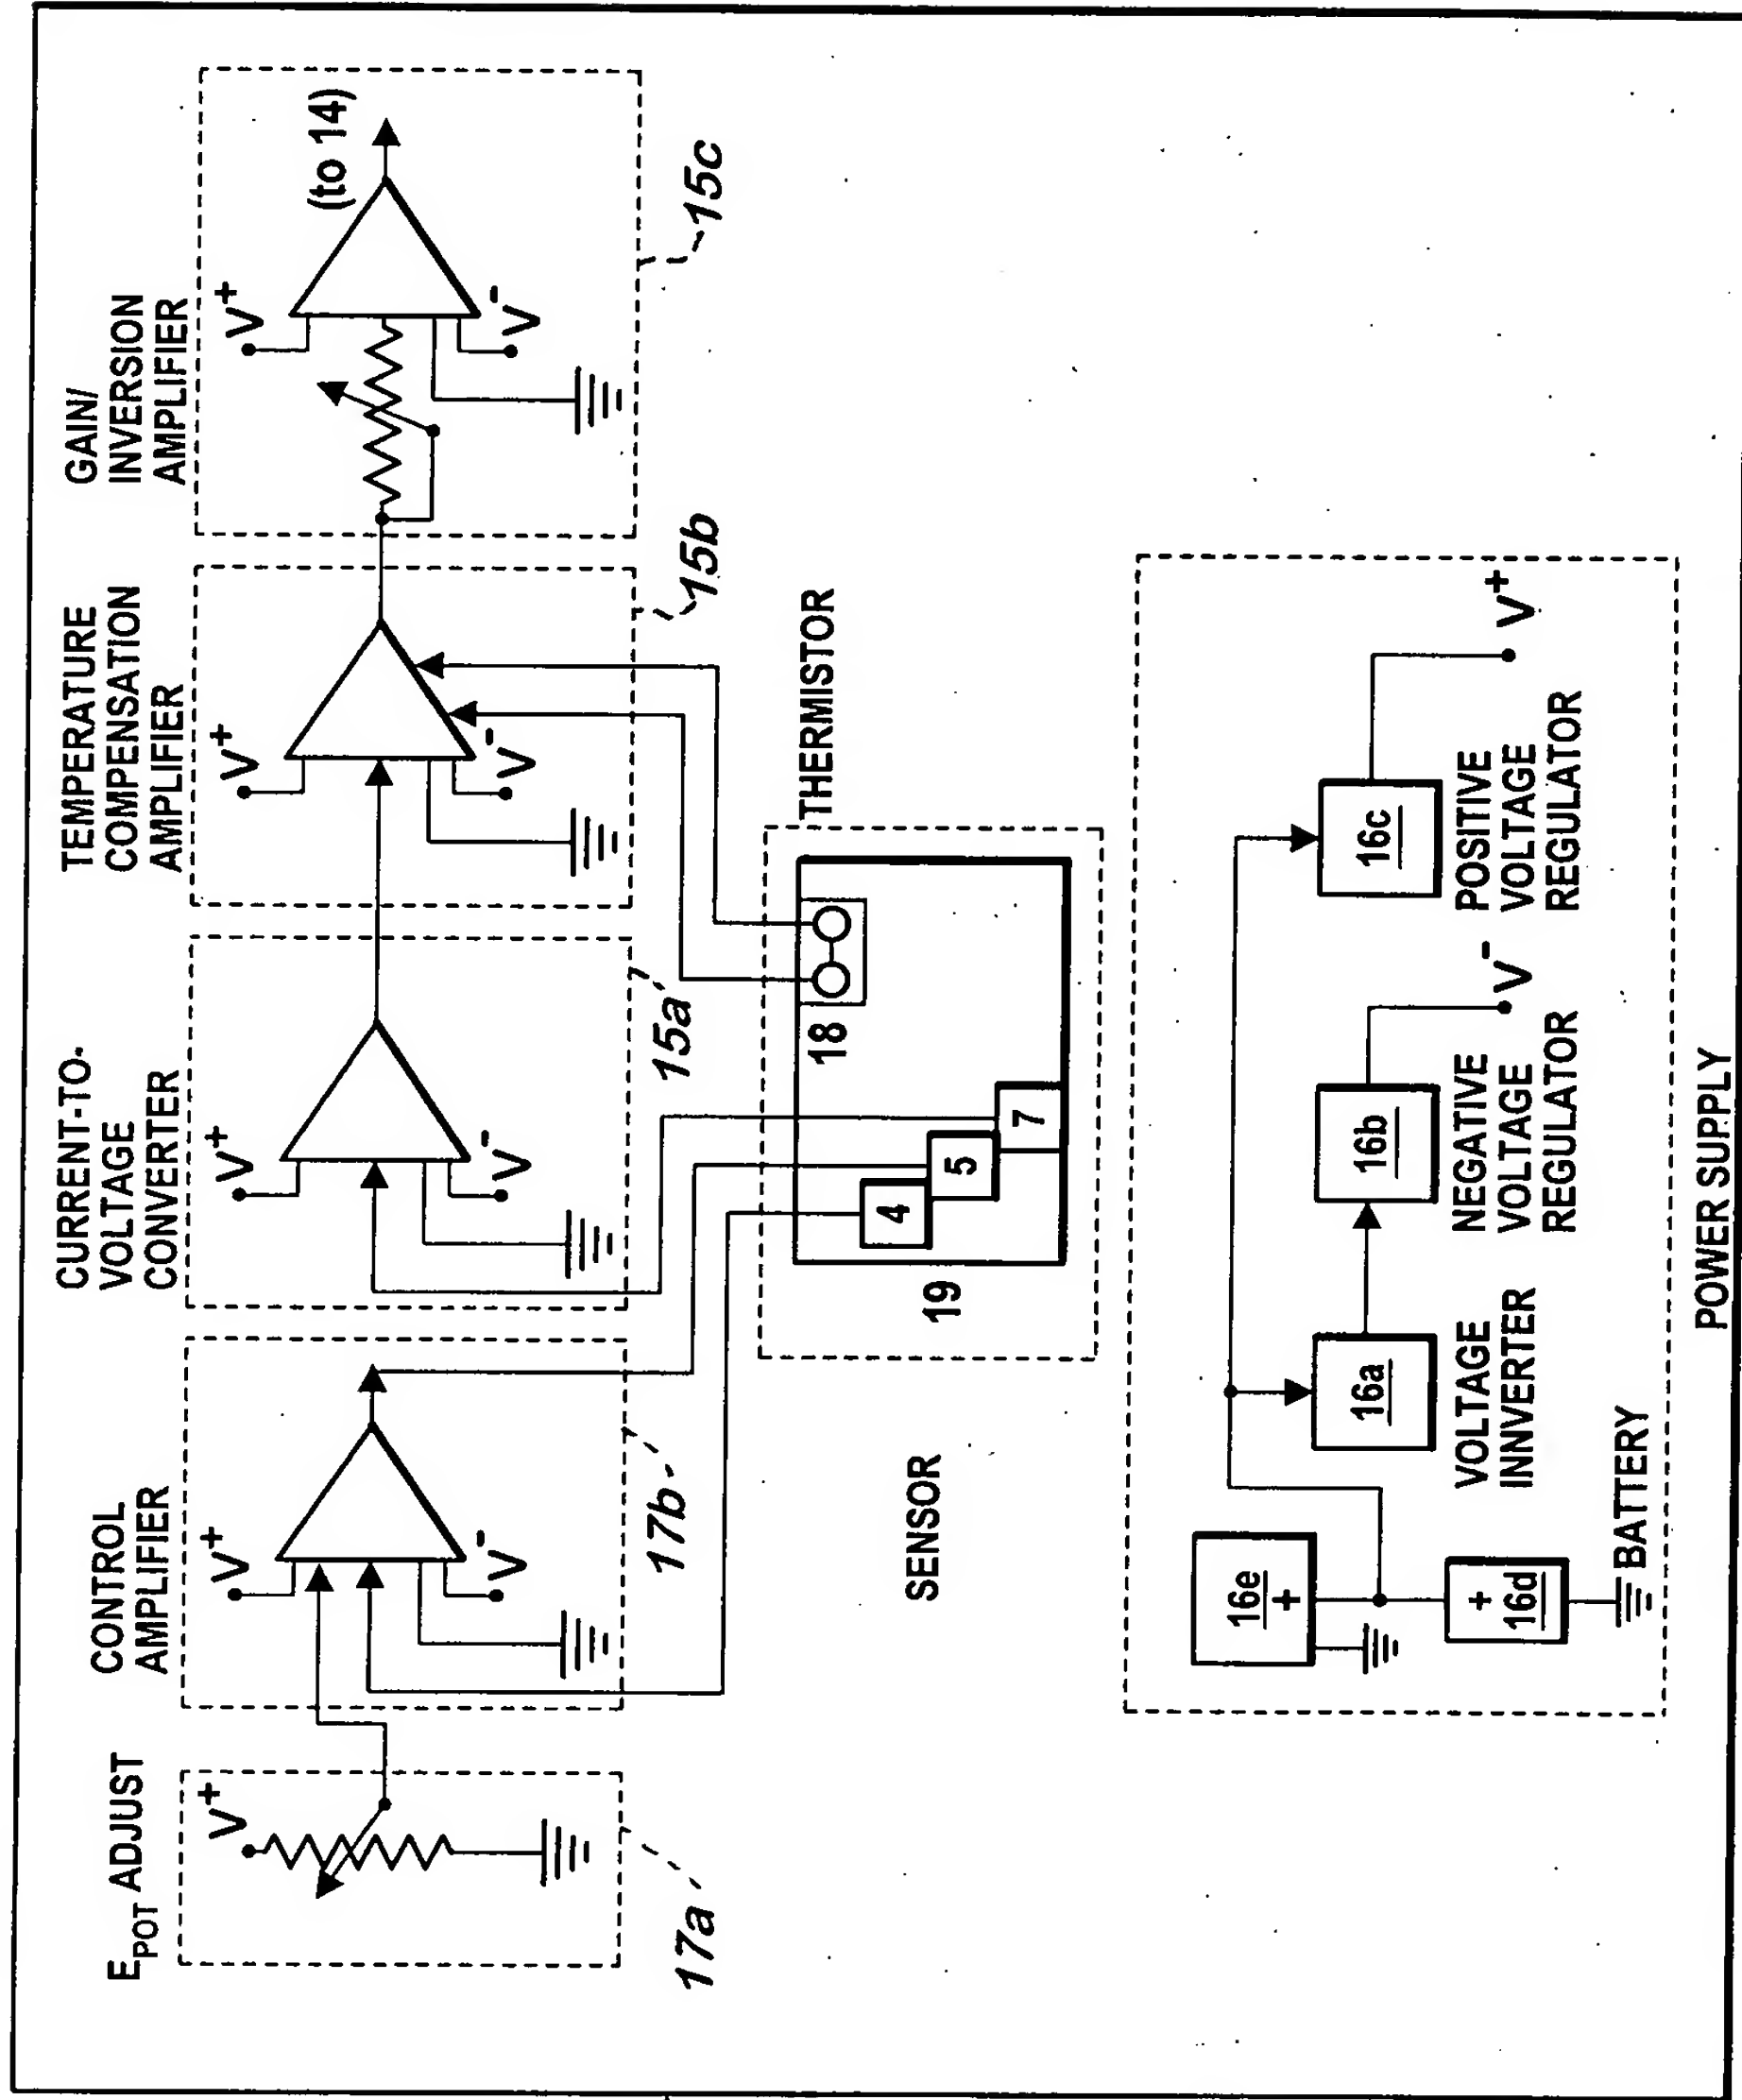 E_POT ADJUST
V+
17a
CONTROL
AMPLIFIER
V+
V-
17b
CURRENT-TO-
VOLTAGE
CONVERTER
V+
V-
15a
TEMPERATURE
COMPENSATION
AMPLIFIER
V+
V-
15b
GAIN/
INVERSION
AMPLIFIER
V+
V-
(to 14)
15c
SENSOR
19
4
5
7
18
THERMISTOR
16e
+
+
16d
BATTERY
16a
VOLTAGE
INVERTER
16b
NEGATIVE
VOLTAGE
REGULATOR
V-
16c
POSITIVE
VOLTAGE
REGULATOR
V+
POWER SUPPLY